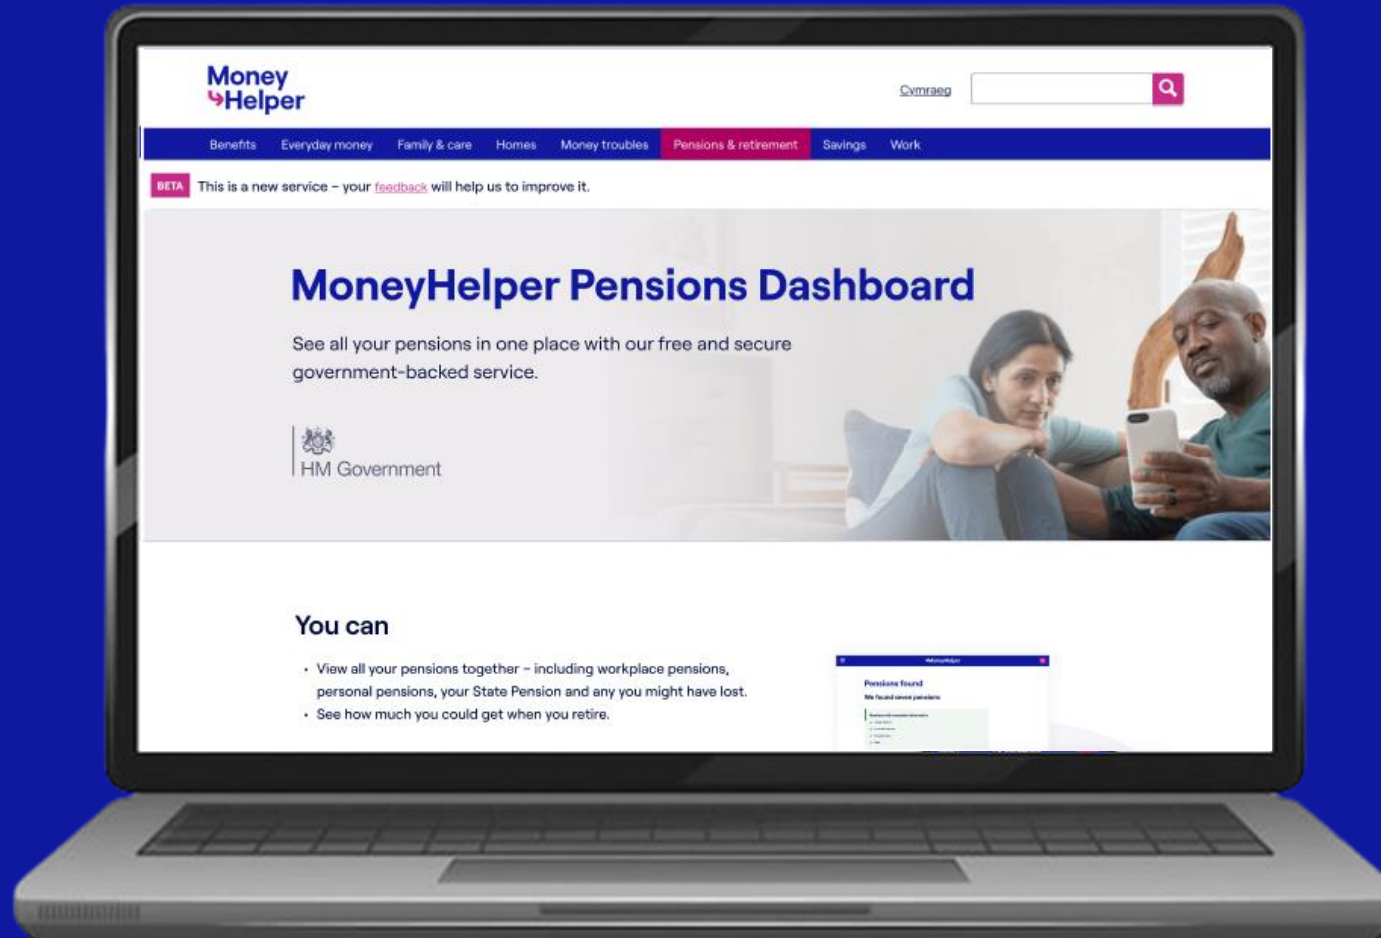 Money
Helper
Cymraeg
Benefits Everyday money Family & care Homes Money troubles Pensions & retirement Savings Work
BETA This is a new service – your feedback will help us to improve it.
MoneyHelper Pensions Dashboard
See all your pensions in one place with our free and secure
government-backed service.
HM Government
You can
• View all your pensions together – including workplace pensions,
personal pensions, your State Pension and any you might have lost.
• See how much you could get when you retire.
MoneyHelper
Pensions found
We found seven pensions